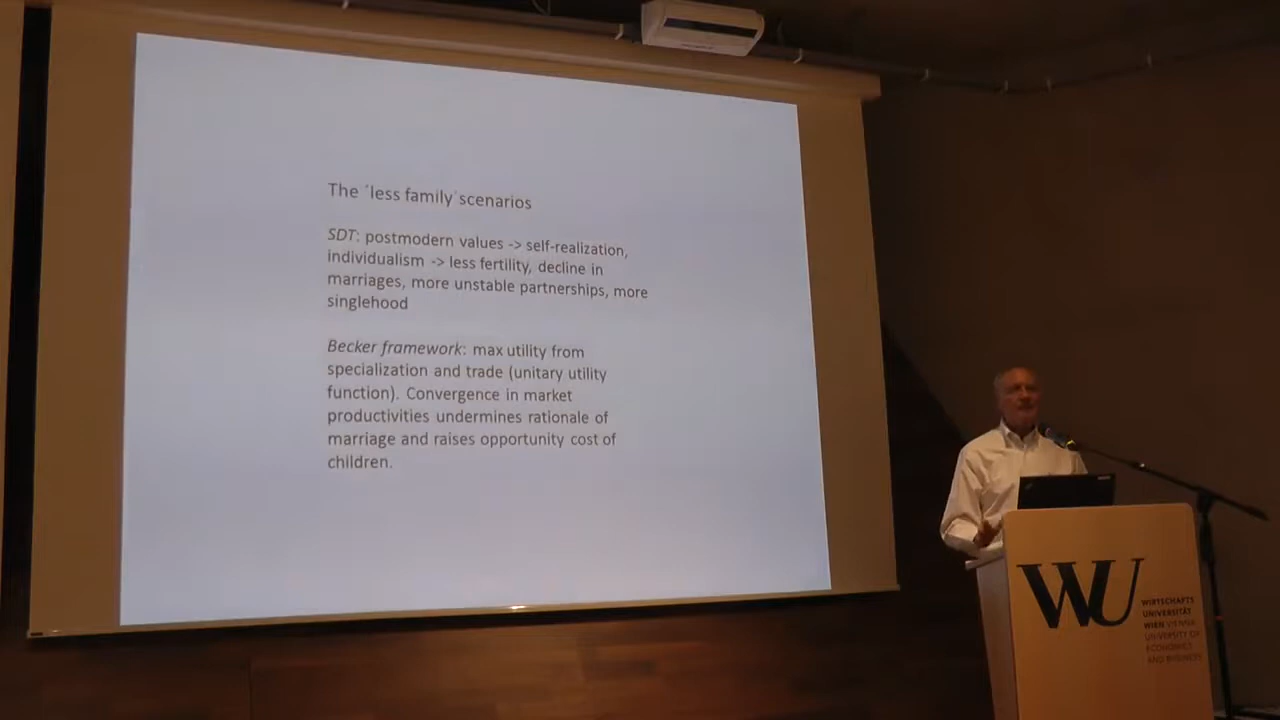 The ´less family´scenarios
SDT: postmodern values -> self-realization,
individualism -> less fertility, decline in
marriages, more unstable partnerships, more
singlehood
Becker framework: max utility from
specialization and trade (unitary utility
function). Convergence in market
productivities undermines rationale of
marriage and raises opportunity cost of
children.
WU
WIRTSCHAFTS
UNIVERSITÄT
WIEN VIENNA
UNIVERSITY OF
ECONOMICS
AND BUSINESS